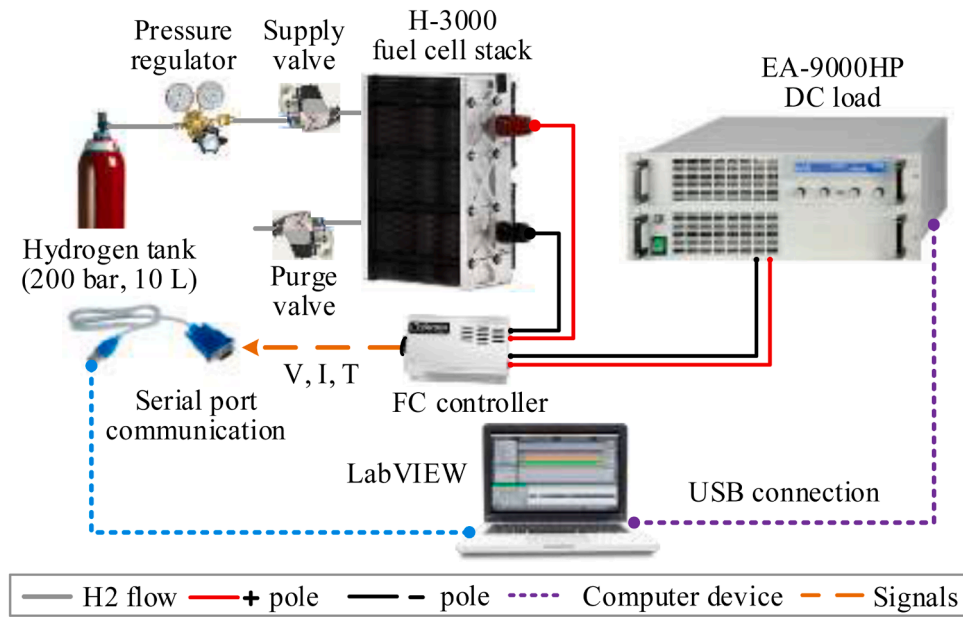 Pressure
regulator
Supply
valve
H-3000
fuel cell stack
EA-9000HP
DC load
Hydrogen tank
(200 bar, 10 L)
Purge
valve
V, I, T
Serial port
communication
FC controller
LabVIEW
USB connection
H2 flow
+ pole
- pole
Computer device
Signals